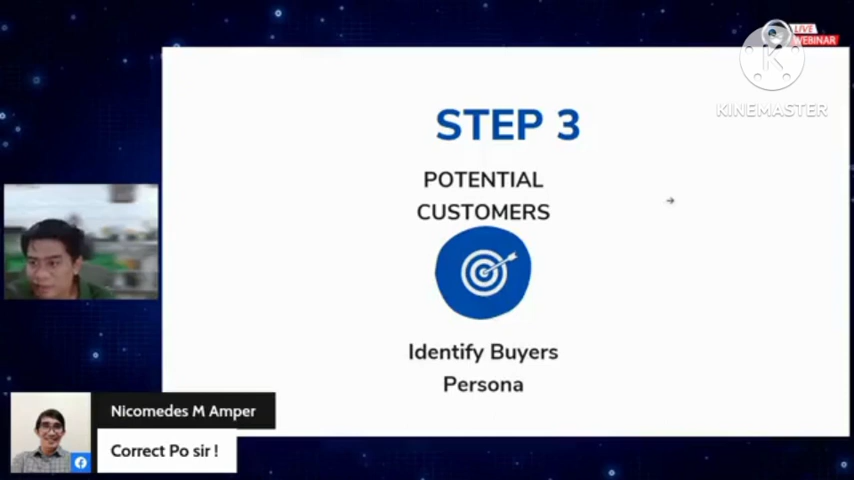 LIVE
WEBINAR
KINEMASTER
STEP 3
POTENTIAL
CUSTOMERS
Identify Buyers
Persona
Nicomedes M Amper
Correct Po sir !